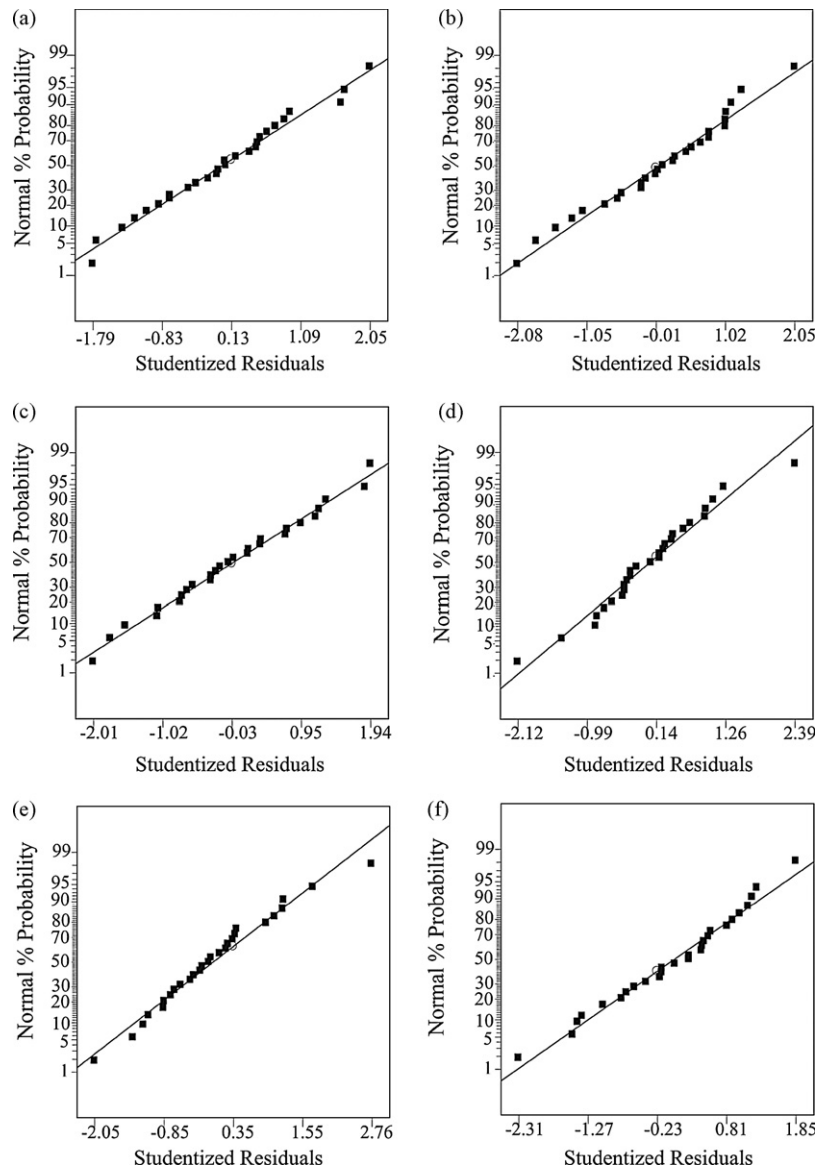 (a)
Normal % Probability
99
95
90
80
70
50
30
20
10
5
1
-1.79 -0.83 0.13 1.09 2.05
Studentized Residuals
(b)
Normal % Probability
99
95
90
80
70
50
30
20
10
5
1
-2.08 -1.05 -0.01 1.02 2.05
Studentized Residuals
(c)
Normal % Probability
99
95
90
80
70
50
30
20
10
5
1
-2.01 -1.02 -0.03 0.95 1.94
Studentized Residuals
(d)
Normal % Probability
99
95
90
80
70
50
30
20
10
5
1
-2.12 -0.99 0.14 1.26 2.39
Studentized Residuals
(e)
Normal % Probability
99
95
90
80
70
50
30
20
10
5
1
-2.05 -0.85 0.35 1.55 2.76
Studentized Residuals
(f)
Normal % Probability
99
95
90
80
70
50
30
20
10
5
1
-2.31 -1.27 -0.23 0.81 1.85
Studentized Residuals